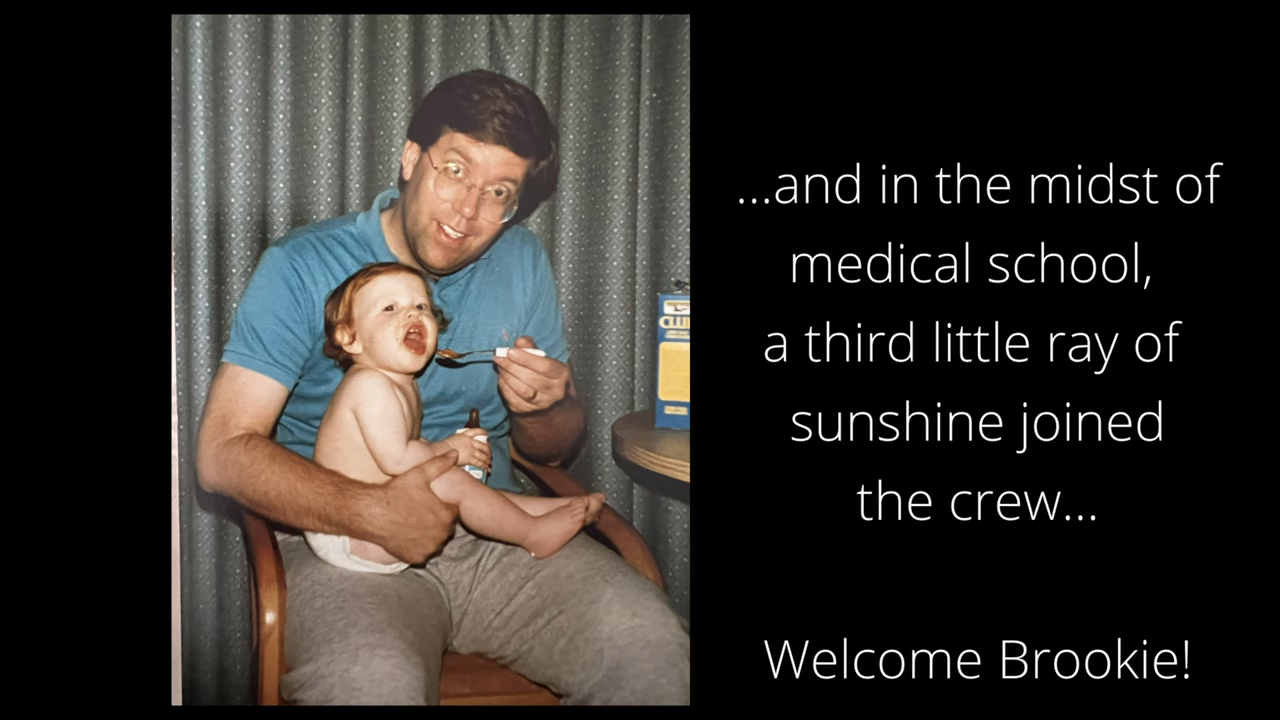 ...and in the midst of
medical school,
a third little ray of
sunshine joined
the crew...
Welcome Brookie!